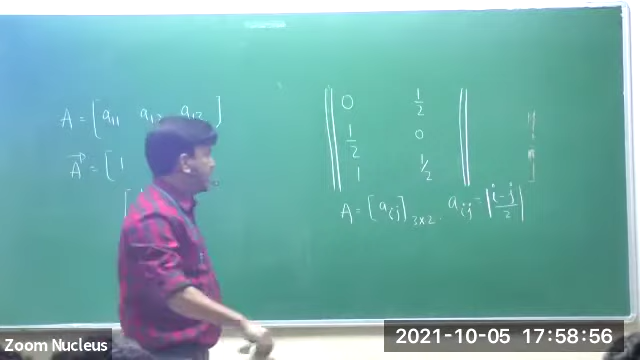 A = [ a₁₁ a₁₂ a₁₃ ]
A⃗ = [ 1
[
0 1/2
1/2 0
1 1/2
A = [aᵢⱼ]₃ₓ₂ , aᵢⱼ = |i-j/2|
Zoom Nucleus
2021-10-05 17:58:56